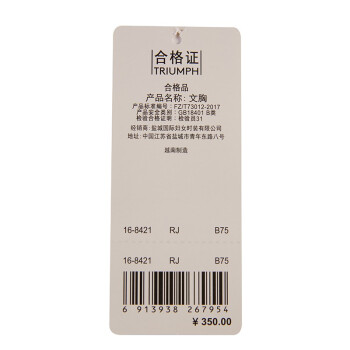 合格证
TRIUMPH
合格品
产品名称: 文胸
产品标准编号: FZ/T73012-2017
产品安全类别: GB18401 B类
检验合格证明: 检验员31
经销商: 盐城国际妇女时装有限公司
地址: 中国江苏省盐城市青年东路八号
越南制造
16-8421 RJ B75
16-8421 RJ B75
6 913938 267954
¥ 350.00